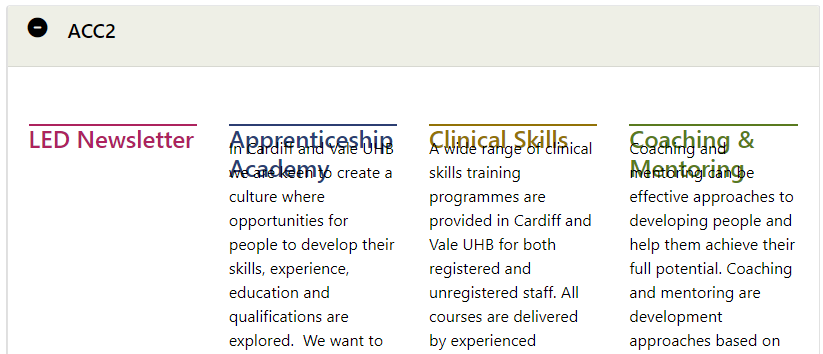 ACC2
LED Newsletter
Apprenticeship
Academy
In Cardiff and Vale UHB
we are keen to create a
culture where
opportunities for
people to develop their
skills, experience,
education and
qualifications are
explored.  We want to
Clinical Skills
A wide range of clinical
skills training
programmes are
provided in Cardiff and
Vale UHB for both
registered and
unregistered staff. All
courses are delivered
by experienced
Coaching &
Mentoring
Coaching and
mentoring can be
effective approaches to
developing people and
help them achieve their
full potential. Coaching
and mentoring are
development
approaches based on